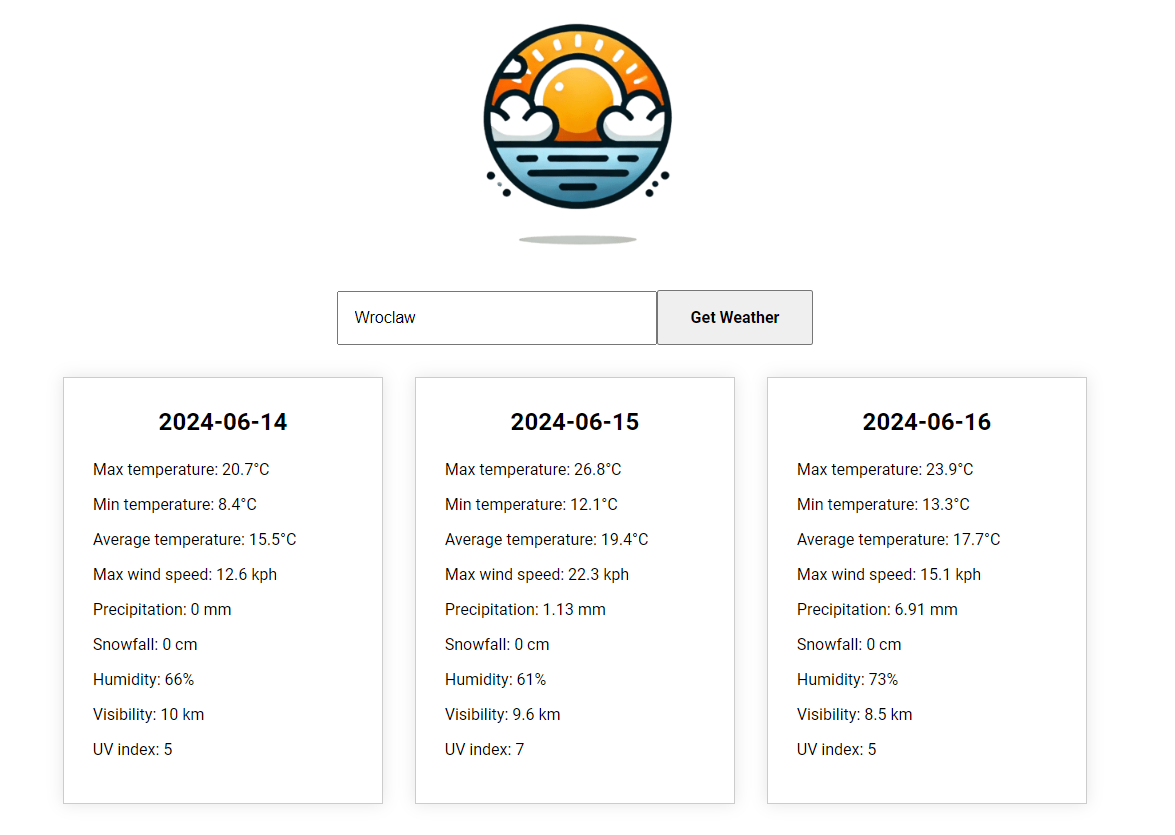 Wroclaw
Get Weather
2024-06-14
Max temperature: 20.7°C
Min temperature: 8.4°C
Average temperature: 15.5°C
Max wind speed: 12.6 kph
Precipitation: 0 mm
Snowfall: 0 cm
Humidity: 66%
Visibility: 10 km
UV index: 5
2024-06-15
Max temperature: 26.8°C
Min temperature: 12.1°C
Average temperature: 19.4°C
Max wind speed: 22.3 kph
Precipitation: 1.13 mm
Snowfall: 0 cm
Humidity: 61%
Visibility: 9.6 km
UV index: 7
2024-06-16
Max temperature: 23.9°C
Min temperature: 13.3°C
Average temperature: 17.7°C
Max wind speed: 15.1 kph
Precipitation: 6.91 mm
Snowfall: 0 cm
Humidity: 73%
Visibility: 8.5 km
UV index: 5